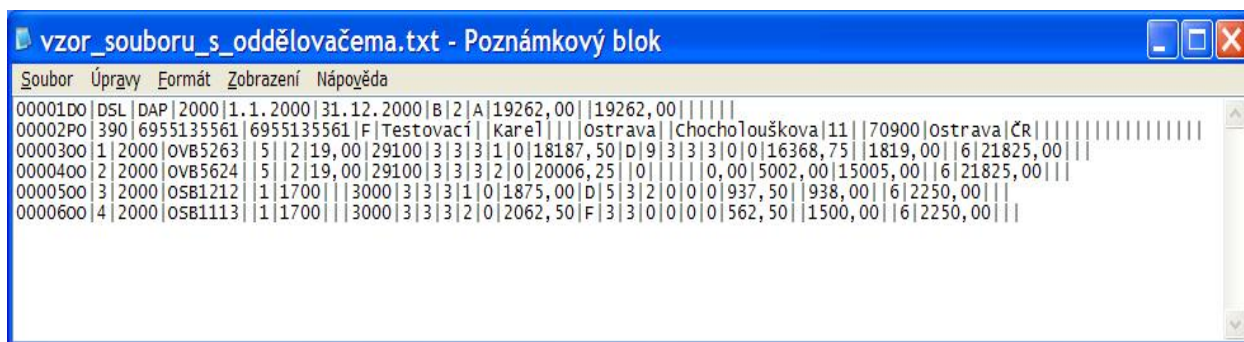 vzor_souboru_s_oddělovačema.txt - Poznámkový blok
Soubor Úpravy Formát Zobrazení Nápověda
00001DO|DSL|DAP|2000|1.1.2000|31.12.2000|B|2|A|19262,00||19262,00||||||
00002PO|390|6955135561|6955135561|F|Testovací||Karel||||Ostrava||Chocholouškova|11||70900|Ostrava|ČR||||||||||||||||||
00003OO|1|2000|OVB5263||5||2|19,00|29100|3|3|3|1|0|18187,50|D|9|3|3|3|0|0|16368,75||1819,00||6|21825,00|||
00004OO|2|2000|OVB5624||5||2|19,00|29100|3|3|3|2|0|20006,25||0||||||0,00|5002,00|15005,00||6|21825,00|||
00005OO|3|2000|OSB1212||1|1700|||3000|3|3|3|1|0|1875,00|D|5|3|2|0|0|0|937,50||938,00||6|2250,00|||
00006OO|4|2000|OSB1113||1|1700|||3000|3|3|3|2|0|2062,50|F|3|3|0|0|0|0|562,50||1500,00||6|2250,00|||